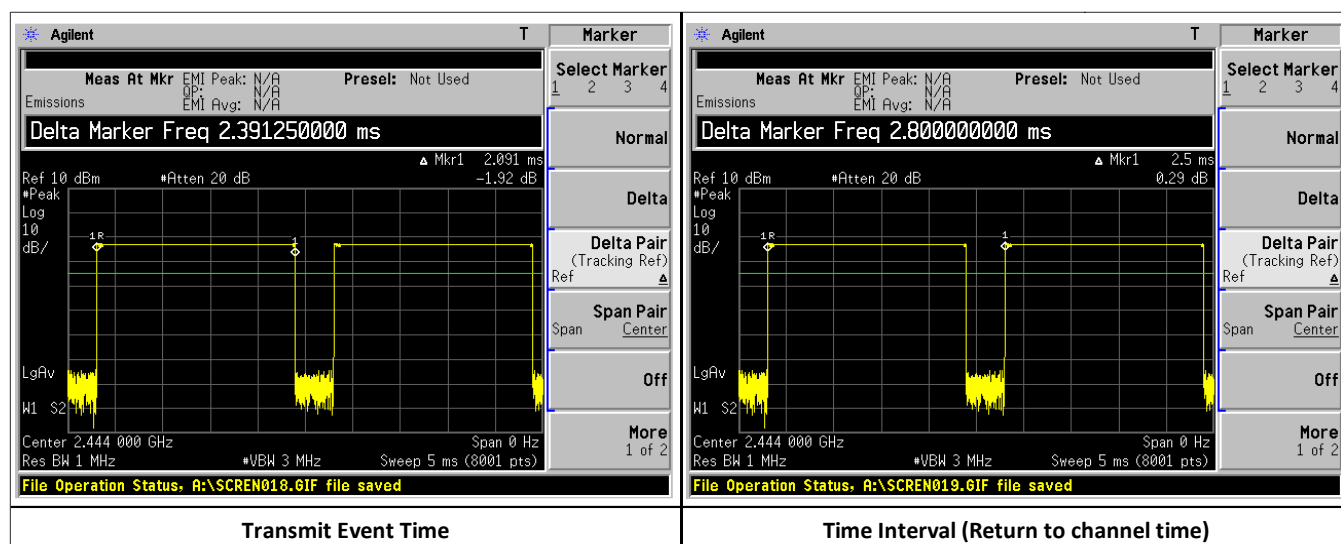 Agilent T
Meas At Mkr EMI Peak: N/A Presel: Not Used
QP: N/A
Emissions EMI Avg: N/A
Delta Marker Freq 2.391250000 ms
Δ Mkr1 2.091 ms
Ref 10 dBm #Atten 20 dB -1.92 dB
#Peak
Log
10
dB/
1R
1
LgAv
W1 S2
Center 2.444 000 GHz Span 0 Hz
Res BW 1 MHz #VBW 3 MHz Sweep 5 ms (8001 pts)
File Operation Status, A:\SCREN018.GIF file saved
Marker
Select Marker
1 2 3 4
Normal
Delta
Delta Pair
(Tracking Ref)
Ref Δ
Span Pair
Span Center
Off
More
1 of 2
Transmit Event Time
Agilent T
Meas At Mkr EMI Peak: N/A Presel: Not Used
QP: N/A
Emissions EMI Avg: N/A
Delta Marker Freq 2.800000000 ms
Δ Mkr1 2.5 ms
Ref 10 dBm #Atten 20 dB 0.29 dB
#Peak
Log
10
dB/
1R
1
LgAv
W1 S2
Center 2.444 000 GHz Span 0 Hz
Res BW 1 MHz #VBW 3 MHz Sweep 5 ms (8001 pts)
File Operation Status, A:\SCREN019.GIF file saved
Marker
Select Marker
1 2 3 4
Normal
Delta
Delta Pair
(Tracking Ref)
Ref Δ
Span Pair
Span Center
Off
More
1 of 2
Time Interval (Return to channel time)